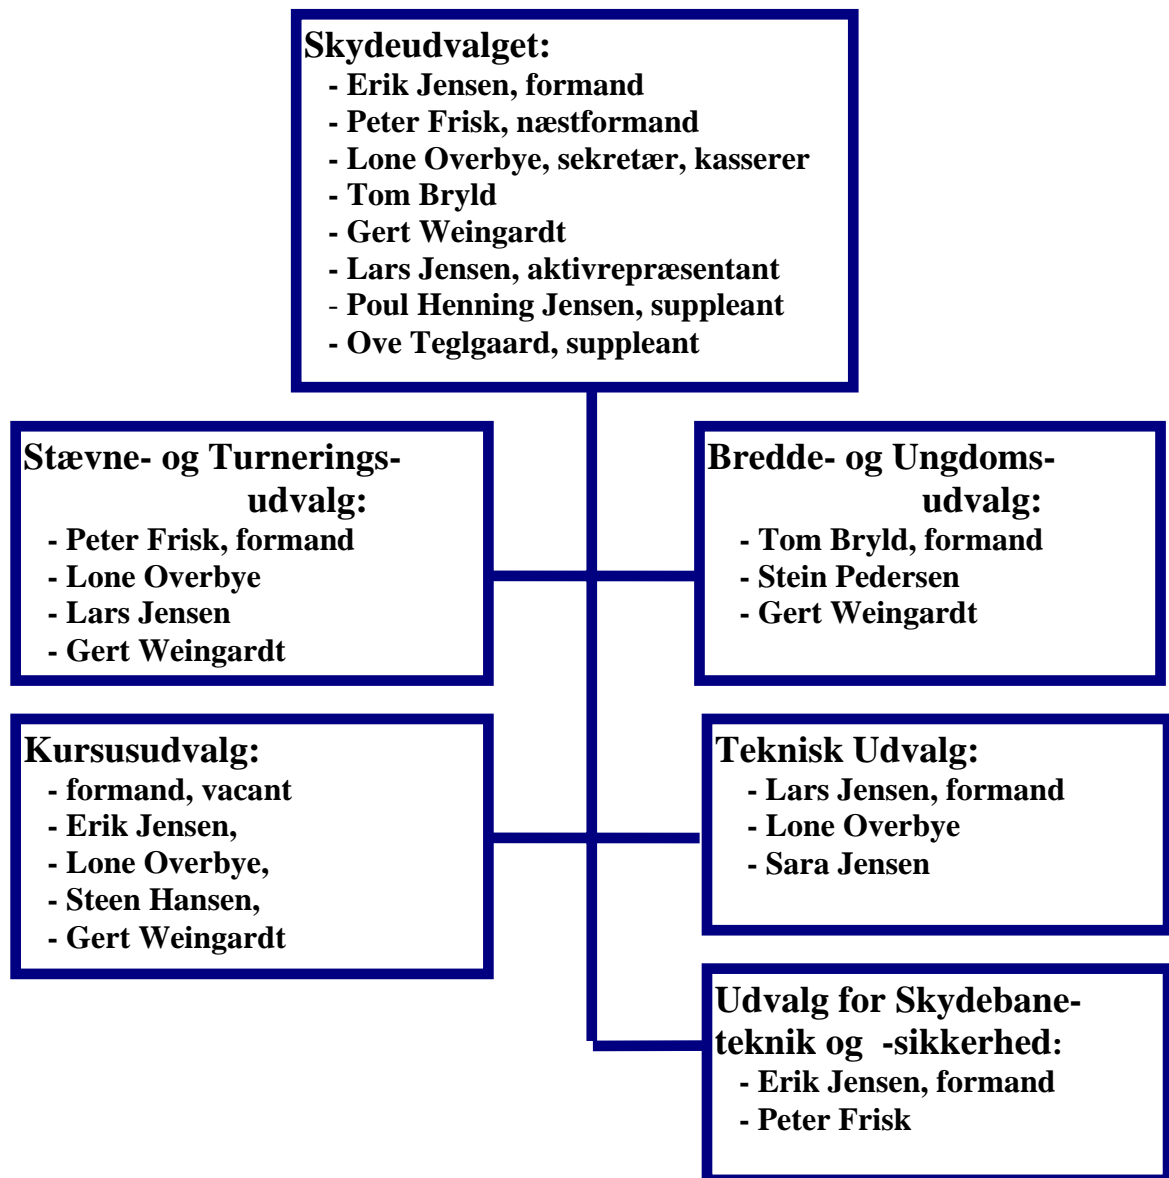 Skydeudvalget:
- Erik Jensen, formand
- Peter Frisk, næstformand
- Lone Overbye, sekretær, kasserer
- Tom Bryld
- Gert Weingardt
- Lars Jensen, aktivrepræsentant
- Poul Henning Jensen, suppleant
- Ove Teglgaard, suppleant
Stævne- og Turnerings-
udvalg:
- Peter Frisk, formand
- Lone Overbye
- Lars Jensen
- Gert Weingardt
Bredde- og Ungdoms-
udvalg:
- Tom Bryld, formand
- Stein Pedersen
- Gert Weingardt
Kursusudvalg:
- formand, vacant
- Erik Jensen,
- Lone Overbye,
- Steen Hansen,
- Gert Weingardt
Teknisk Udvalg:
- Lars Jensen, formand
- Lone Overbye
- Sara Jensen
Udvalg for Skydebane-
teknik og -sikkerhed:
- Erik Jensen, formand
- Peter Frisk